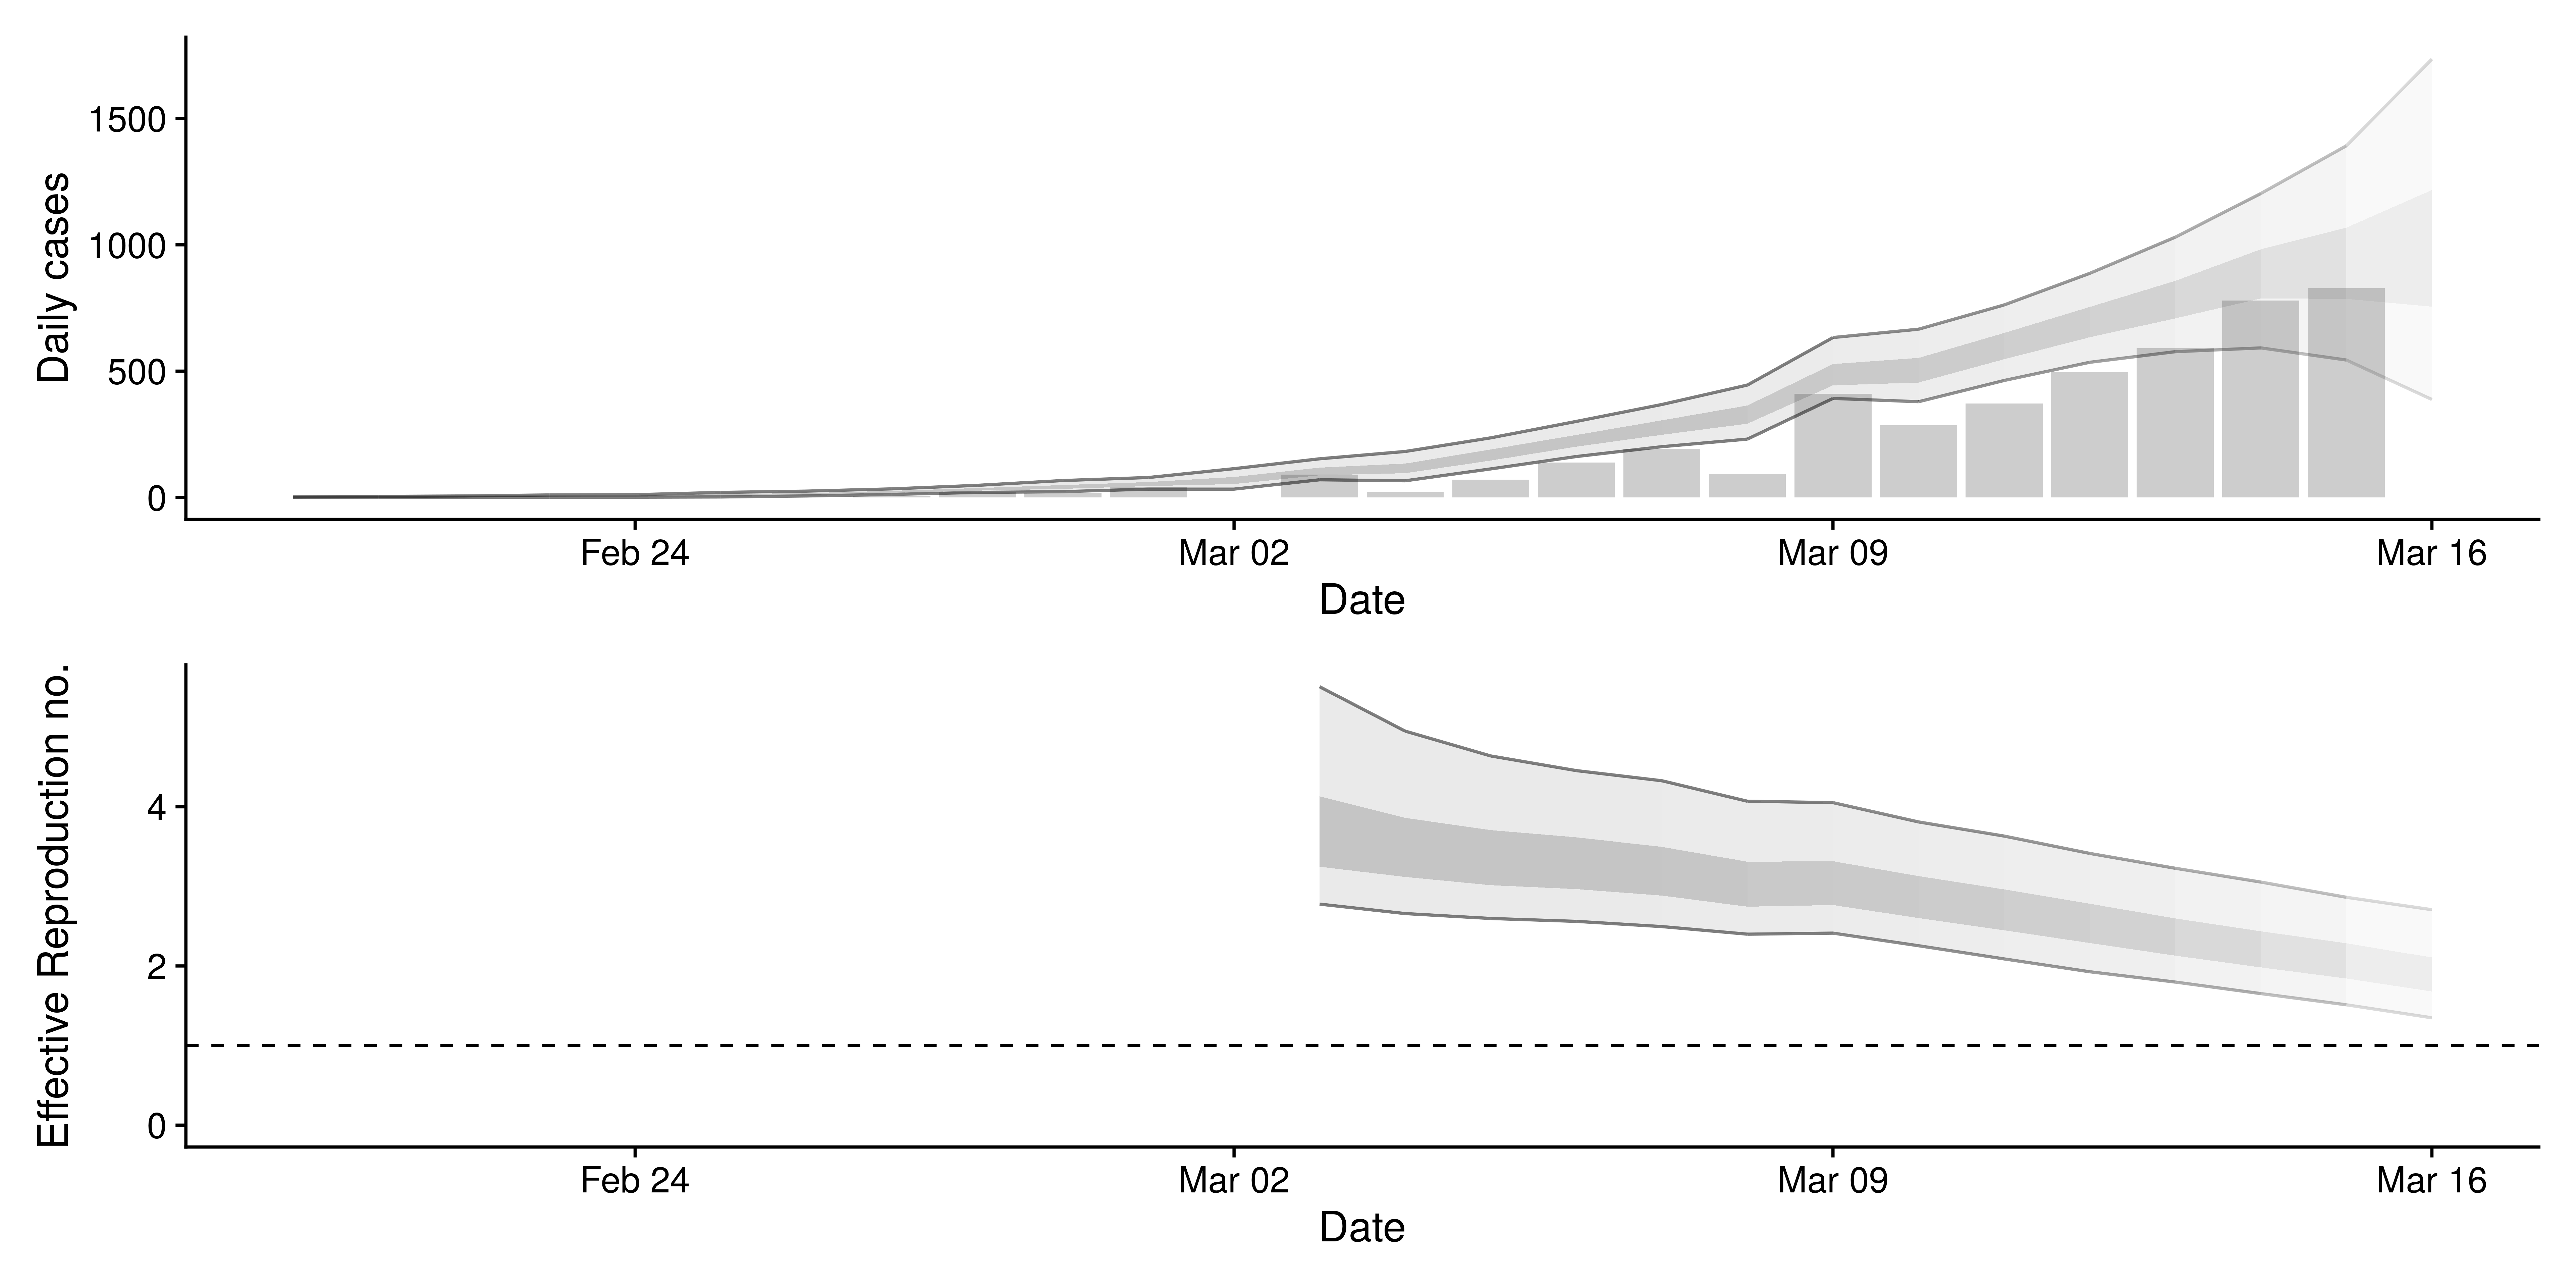 Daily cases
1500
1000
500
0
Feb 24 Mar 02 Mar 09 Mar 16
Date
Effective Reproduction no.
4
2
0
Feb 24 Mar 02 Mar 09 Mar 16
Date